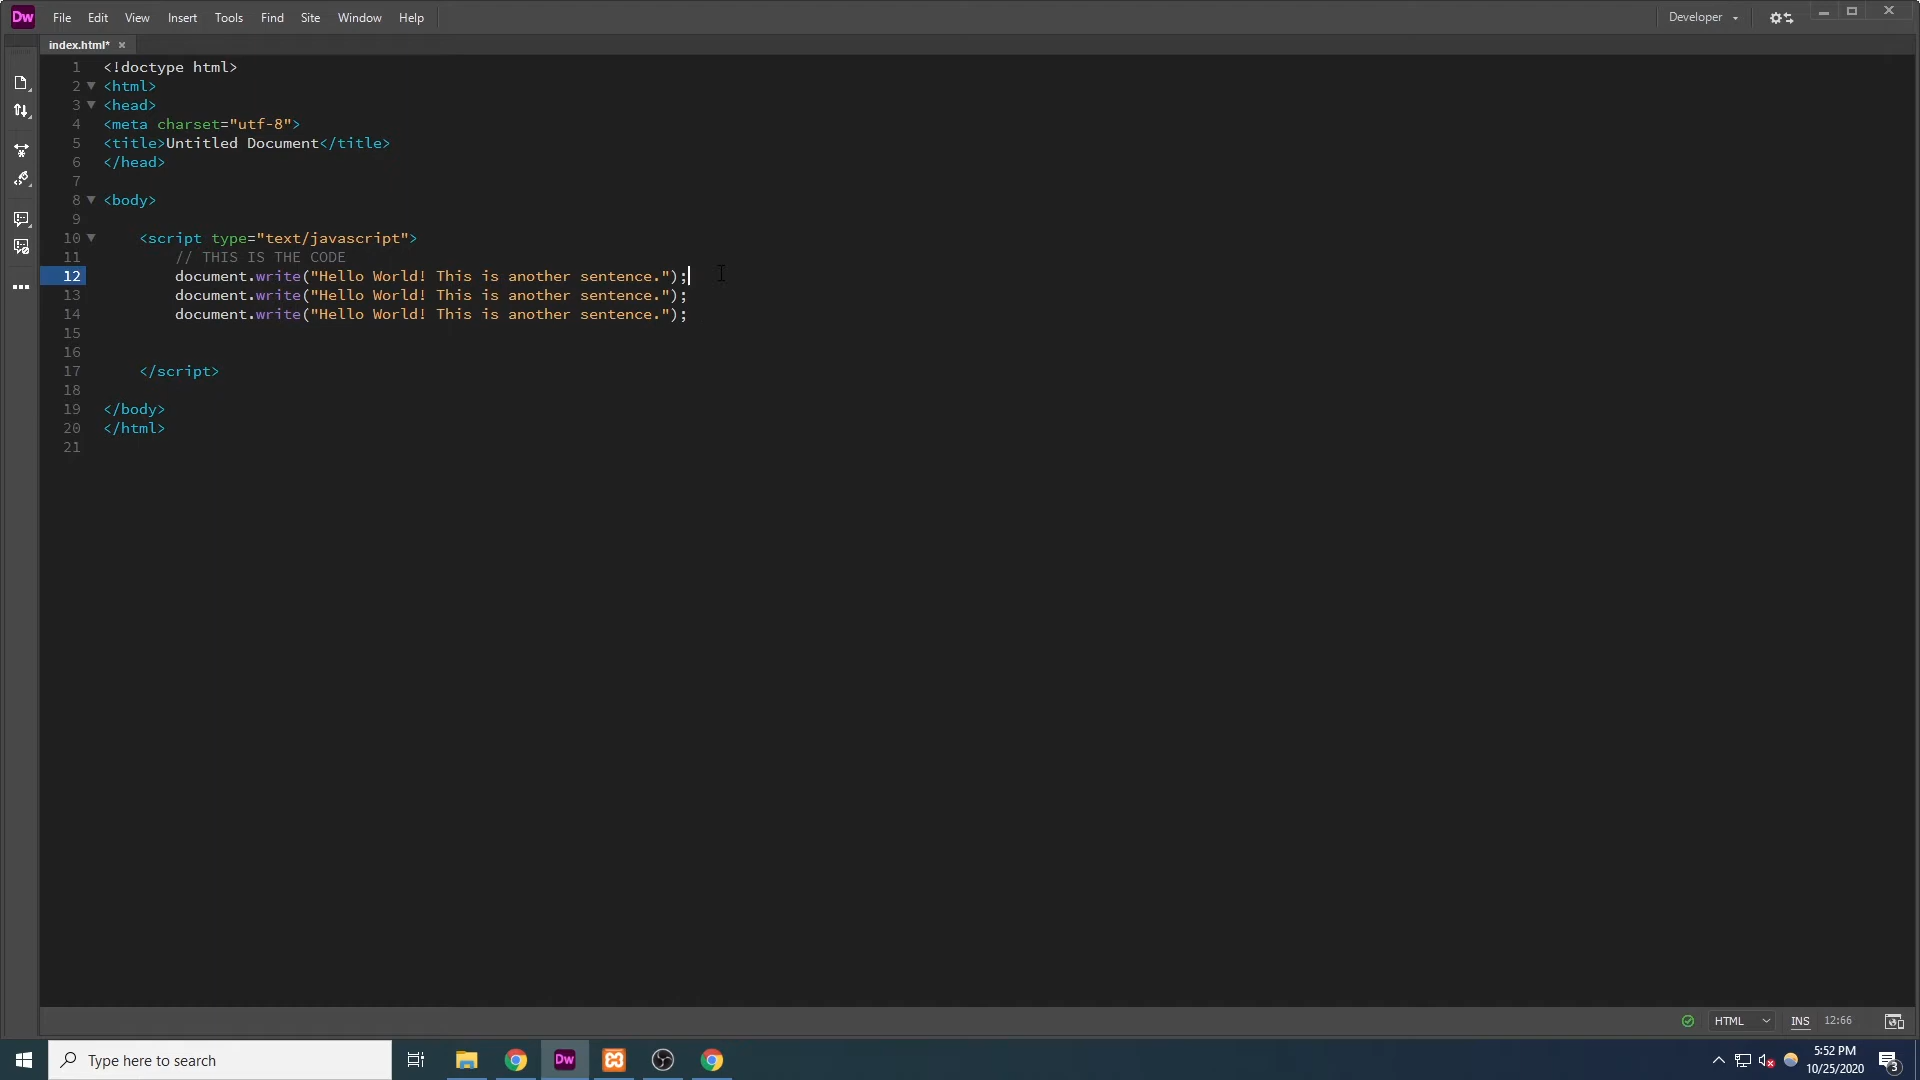 Dw File Edit View Insert Tools Find Site Window Help Developer
index.html*
1 <!doctype html>
2 <html>
3 <head>
4 <meta charset="utf-8">
5 <title>Untitled Document</title>
6 </head>
7
8 <body>
9
10 <script type="text/javascript">
11 // THIS IS THE CODE
12 document.write("Hello World! This is another sentence.");
13 document.write("Hello World! This is another sentence.");
14 document.write("Hello World! This is another sentence.");
15
16
17 </script>
18
19 </body>
20 </html>
21
HTML INS 12:66
Type here to search
Dw
5:52 PM
10/25/2020
3